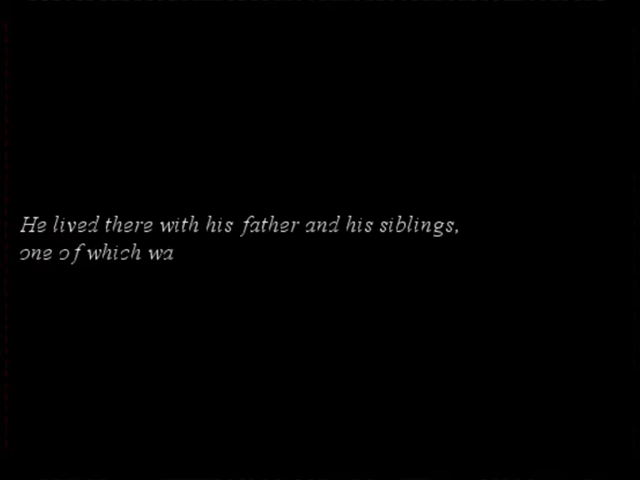 He lived there with his father and his siblings,
one of which wa